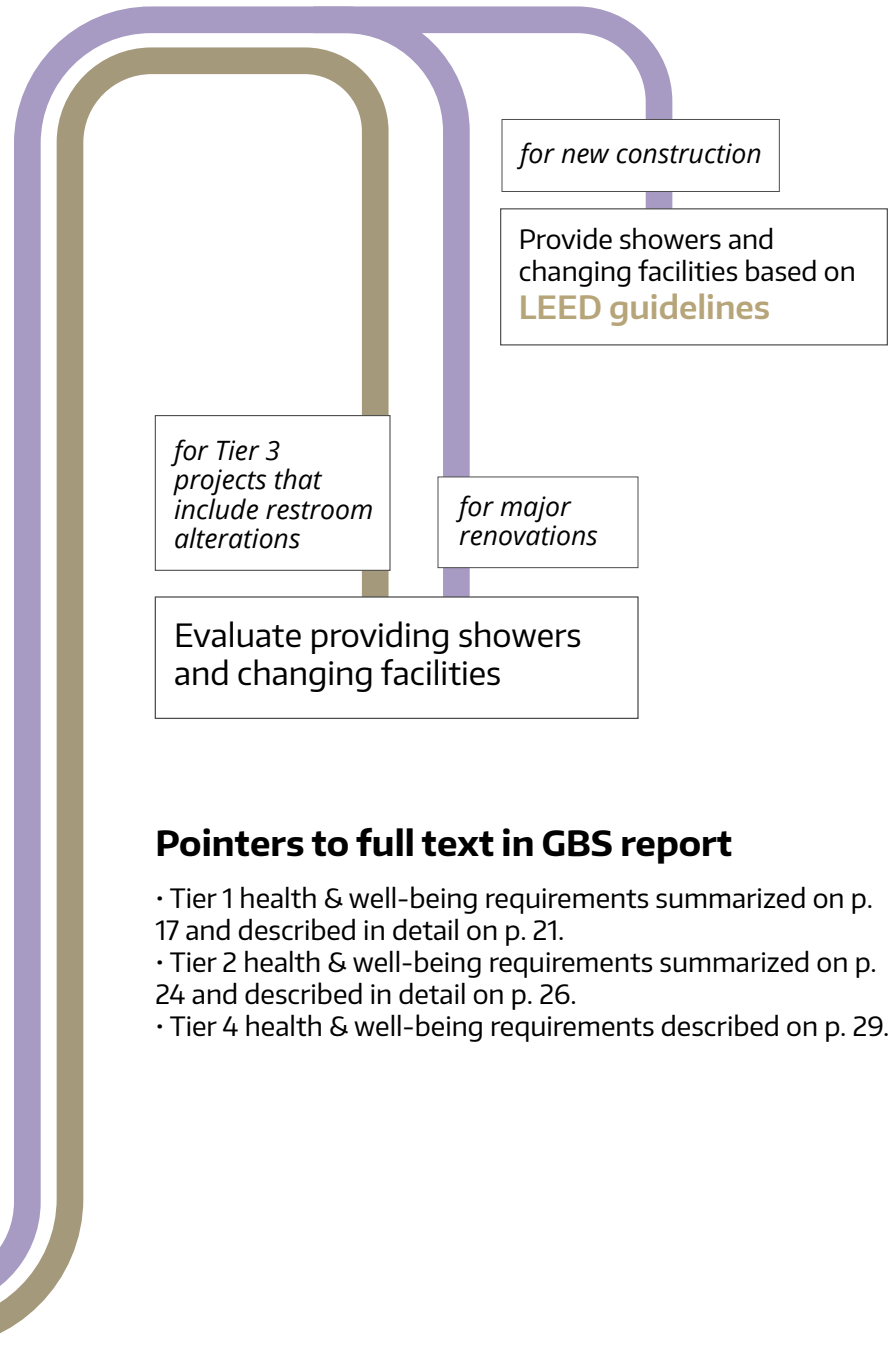 for new construction
Provide showers and
changing facilities based on
LEED guidelines
for Tier 3
projects that
include restroom
alterations
for major
renovations
Evaluate providing showers
and changing facilities
Pointers to full text in GBS report
· Tier 1 health & well-being requirements summarized on p.
17 and described in detail on p. 21.
· Tier 2 health & well-being requirements summarized on p.
24 and described in detail on p. 26.
· Tier 4 health & well-being requirements described on p. 29.